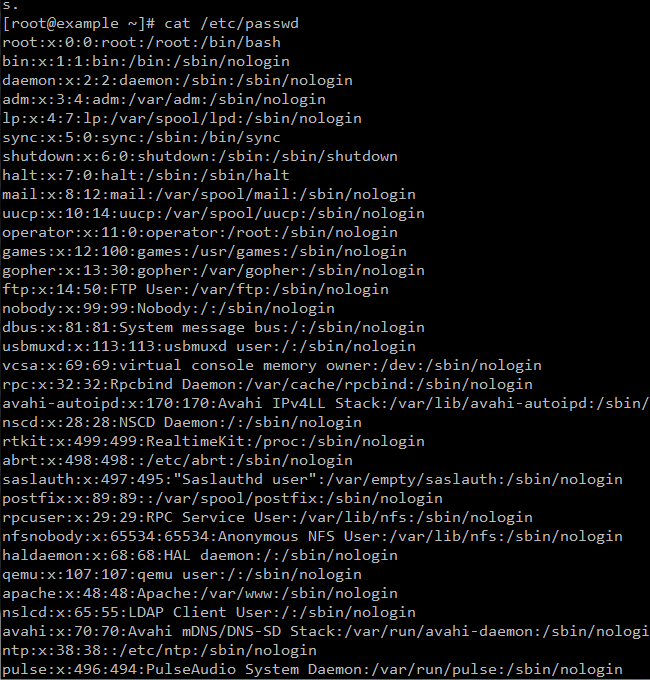 s.
[root@example ~]# cat /etc/passwd
root:x:0:0:root:/root:/bin/bash
bin:x:1:1:bin:/bin:/sbin/nologin
daemon:x:2:2:daemon:/sbin:/sbin/nologin
adm:x:3:4:adm:/var/adm:/sbin/nologin
lp:x:4:7:lp:/var/spool/lpd:/sbin/nologin
sync:x:5:0:sync:/sbin:/bin/sync
shutdown:x:6:0:shutdown:/sbin:/sbin/shutdown
halt:x:7:0:halt:/sbin:/sbin/halt
mail:x:8:12:mail:/var/spool/mail:/sbin/nologin
uucp:x:10:14:uucp:/var/spool/uucp:/sbin/nologin
operator:x:11:0:operator:/root:/sbin/nologin
games:x:12:100:games:/usr/games:/sbin/nologin
gopher:x:13:30:gopher:/var/gopher:/sbin/nologin
ftp:x:14:50:FTP User:/var/ftp:/sbin/nologin
nobody:x:99:99:Nobody:/:/sbin/nologin
dbus:x:81:81:System message bus:/:/sbin/nologin
usbmuxd:x:113:113:usbmuxd user:/:/sbin/nologin
vcsa:x:69:69:virtual console memory owner:/dev:/sbin/nologin
rpc:x:32:32:Rpcbind Daemon:/var/cache/rpcbind:/sbin/nologin
avahi-autoipd:x:170:170:Avahi IPv4LL Stack:/var/lib/avahi-autoipd:/sbin/
nscd:x:28:28:NSCD Daemon:/:/sbin/nologin
rtkit:x:499:499:RealtimeKit:/proc:/sbin/nologin
abrt:x:498:498::/etc/abrt:/sbin/nologin
saslauth:x:497:495:"Saslauthd user":/var/empty/saslauth:/sbin/nologin
postfix:x:89:89::/var/spool/postfix:/sbin/nologin
rpcuser:x:29:29:RPC Service User:/var/lib/nfs:/sbin/nologin
nfsnobody:x:65534:65534:Anonymous NFS User:/var/lib/nfs:/sbin/nologin
haldaemon:x:68:68:HAL daemon:/:/sbin/nologin
qemu:x:107:107:qemu user:/:/sbin/nologin
apache:x:48:48:Apache:/var/www:/sbin/nologin
nslcd:x:65:55:LDAP Client User:/:/sbin/nologin
avahi:x:70:70:Avahi mDNS/DNS-SD Stack:/var/run/avahi-daemon:/sbin/nologi
ntp:x:38:38::/etc/ntp:/sbin/nologin
pulse:x:496:494:PulseAudio System Daemon:/var/run/pulse:/sbin/nologin